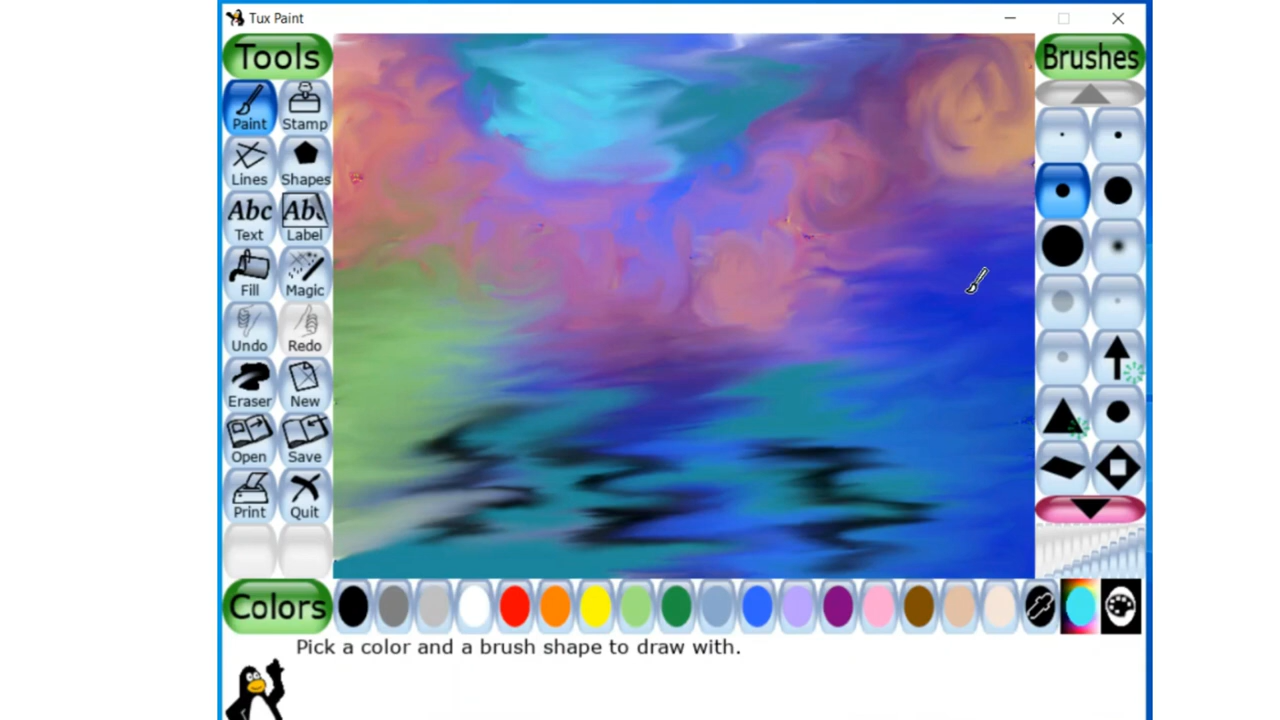 Tux Paint
Tools
Brushes
Paint
Stamp
Lines
Shapes
Abc
Text
Abc
Label
Fill
Magic
Undo
Redo
Eraser
New
Open
Save
Print
Quit
Colors
Pick a color and a brush shape to draw with.